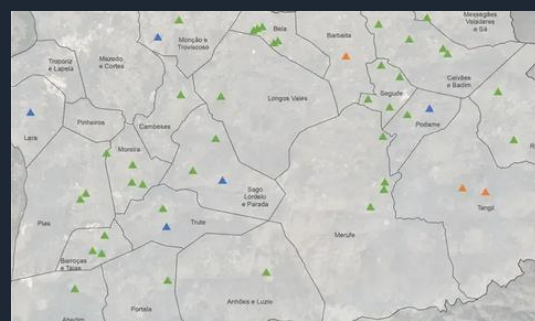 Messegães
Valadares
e Sá
Monção e
Troviscoso
Bela
Barbeita
Troporiz
e Lapela
Mazedo
e Cortes
Ceivães
e Badim
Longos Vales
Segude
Podame
Lara
Pinheiros
Cambeses
Moreira
Sago
Lordelo
e Parada
Tangil
Pias
Trute
Merufe
Barroças
e Taias
Anhões e Luzio
Portela
Abedim